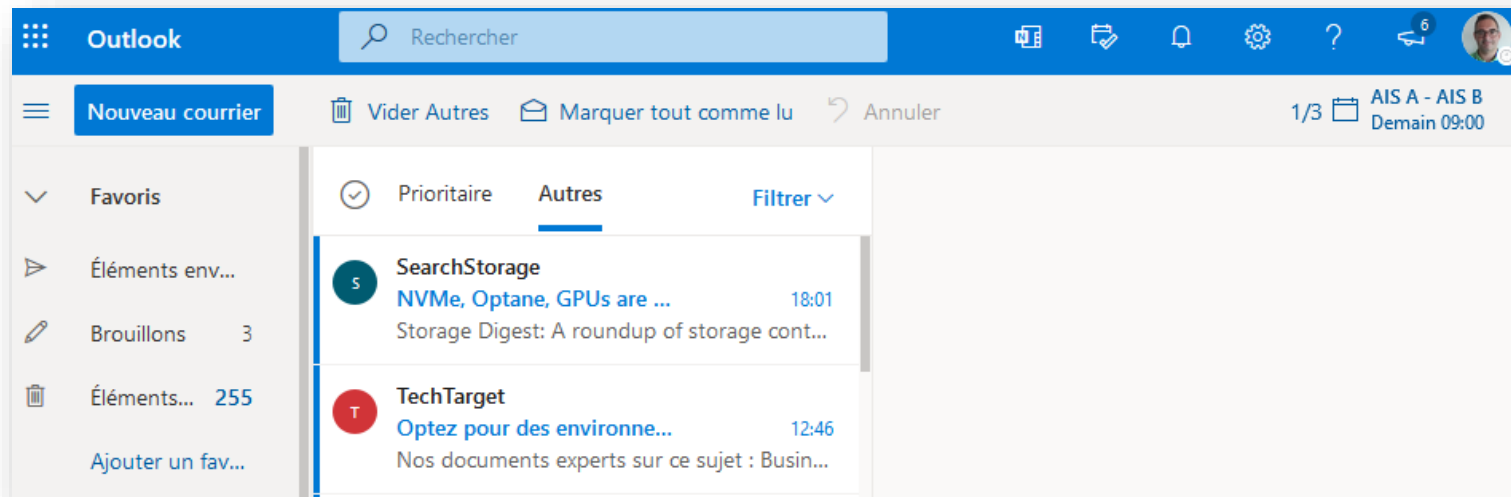 Outlook
Rechercher
6
Nouveau courrier
Vider Autres
Marquer tout comme lu
Annuler
1/3
AIS A - AIS B
Demain 09:00
Favoris
Éléments env...
Brouillons 3
Éléments... 255
Ajouter un fav...
Prioritaire
Autres
Filtrer
S
SearchStorage
NVMe, Optane, GPUs are ... 18:01
Storage Digest: A roundup of storage cont...
T
TechTarget
Optez pour des environne... 12:46
Nos documents experts sur ce sujet : Busin...